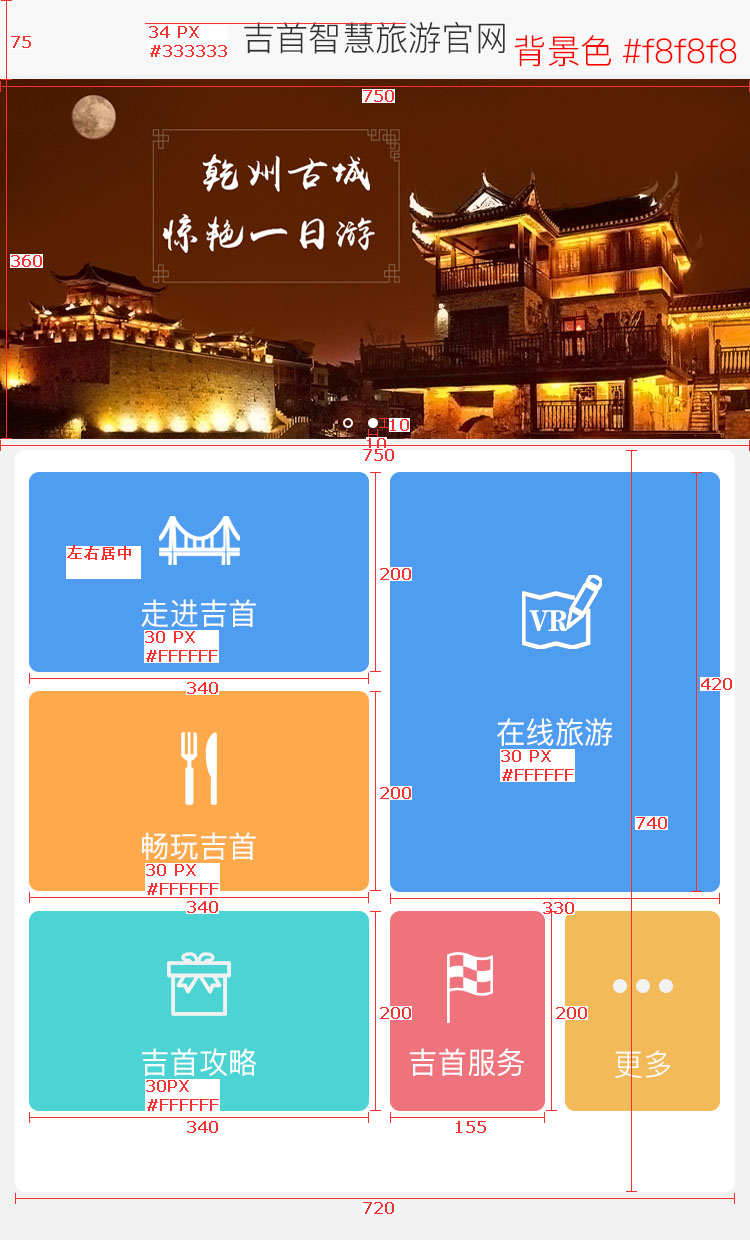 34 PX
#333333
吉首智慧旅游官网
背景色 #f8f8f8
75
750
乾州古城
惊艳一日游
360
10
10
750
左右居中
200
走进吉首
30 PX
#FFFFFF
340
VR
在线旅游
30 PX
#FFFFFF
420
740
200
畅玩吉首
30 PX
#FFFFFF
340
330
200
吉首攻略
30PX
#FFFFFF
340
吉首服务
200
155
更多
720